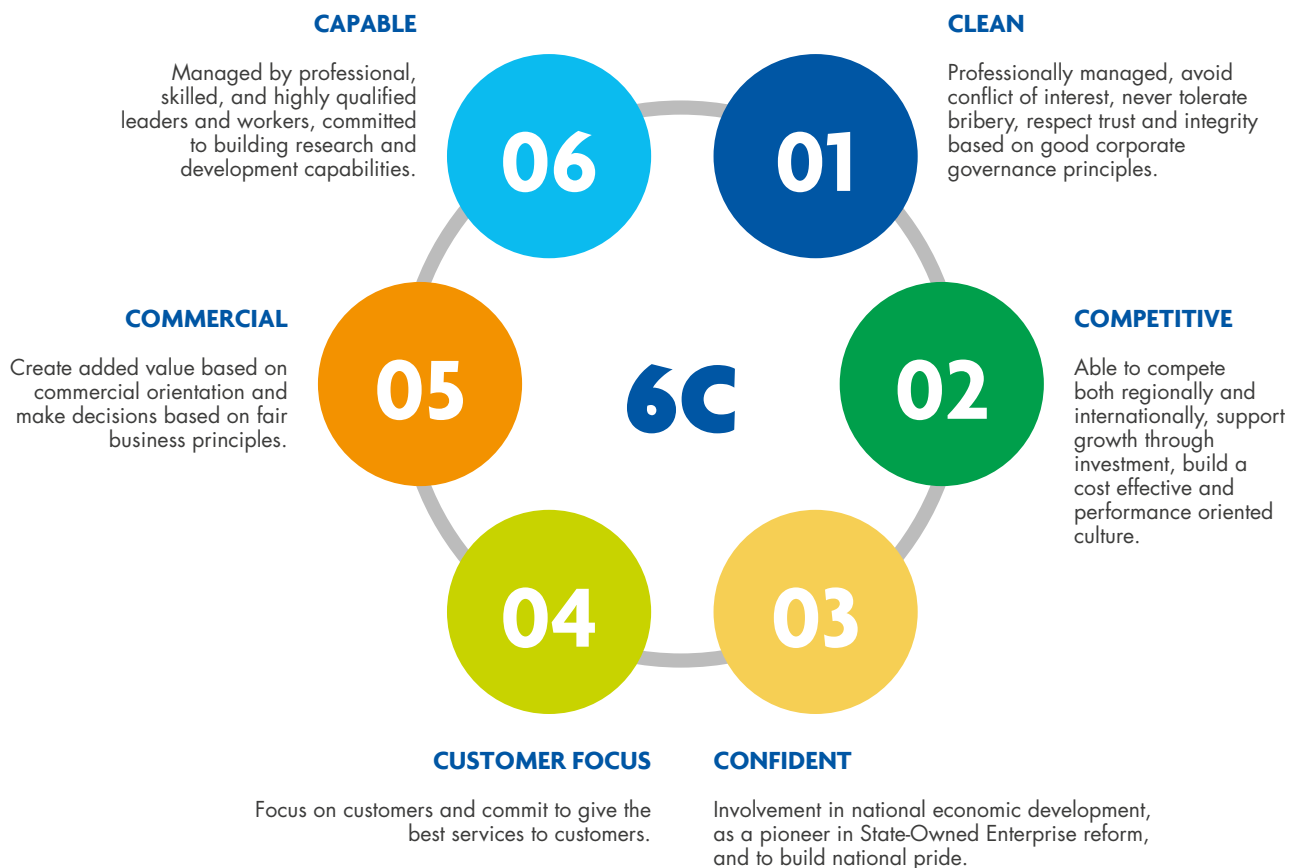 CLEAN
Professionally managed, avoid
conflict of interest, never tolerate
bribery, respect trust and integrity
based on good corporate
governance principles.
01
COMPETITIVE
Able to compete
both regionally and
internationally, support
growth through
investment, build a
cost effective and
performance oriented
culture.
02
CONFIDENT
Involvement in national economic development,
as a pioneer in State-Owned Enterprise reform,
and to build national pride.
03
CUSTOMER FOCUS
Focus on customers and commit to give the
best services to customers.
04
COMMERCIAL
Create added value based on
commercial orientation and
make decisions based on fair
business principles.
05
CAPABLE
Managed by professional,
skilled, and highly qualified
leaders and workers, committed
to building research and
development capabilities.
06
6C